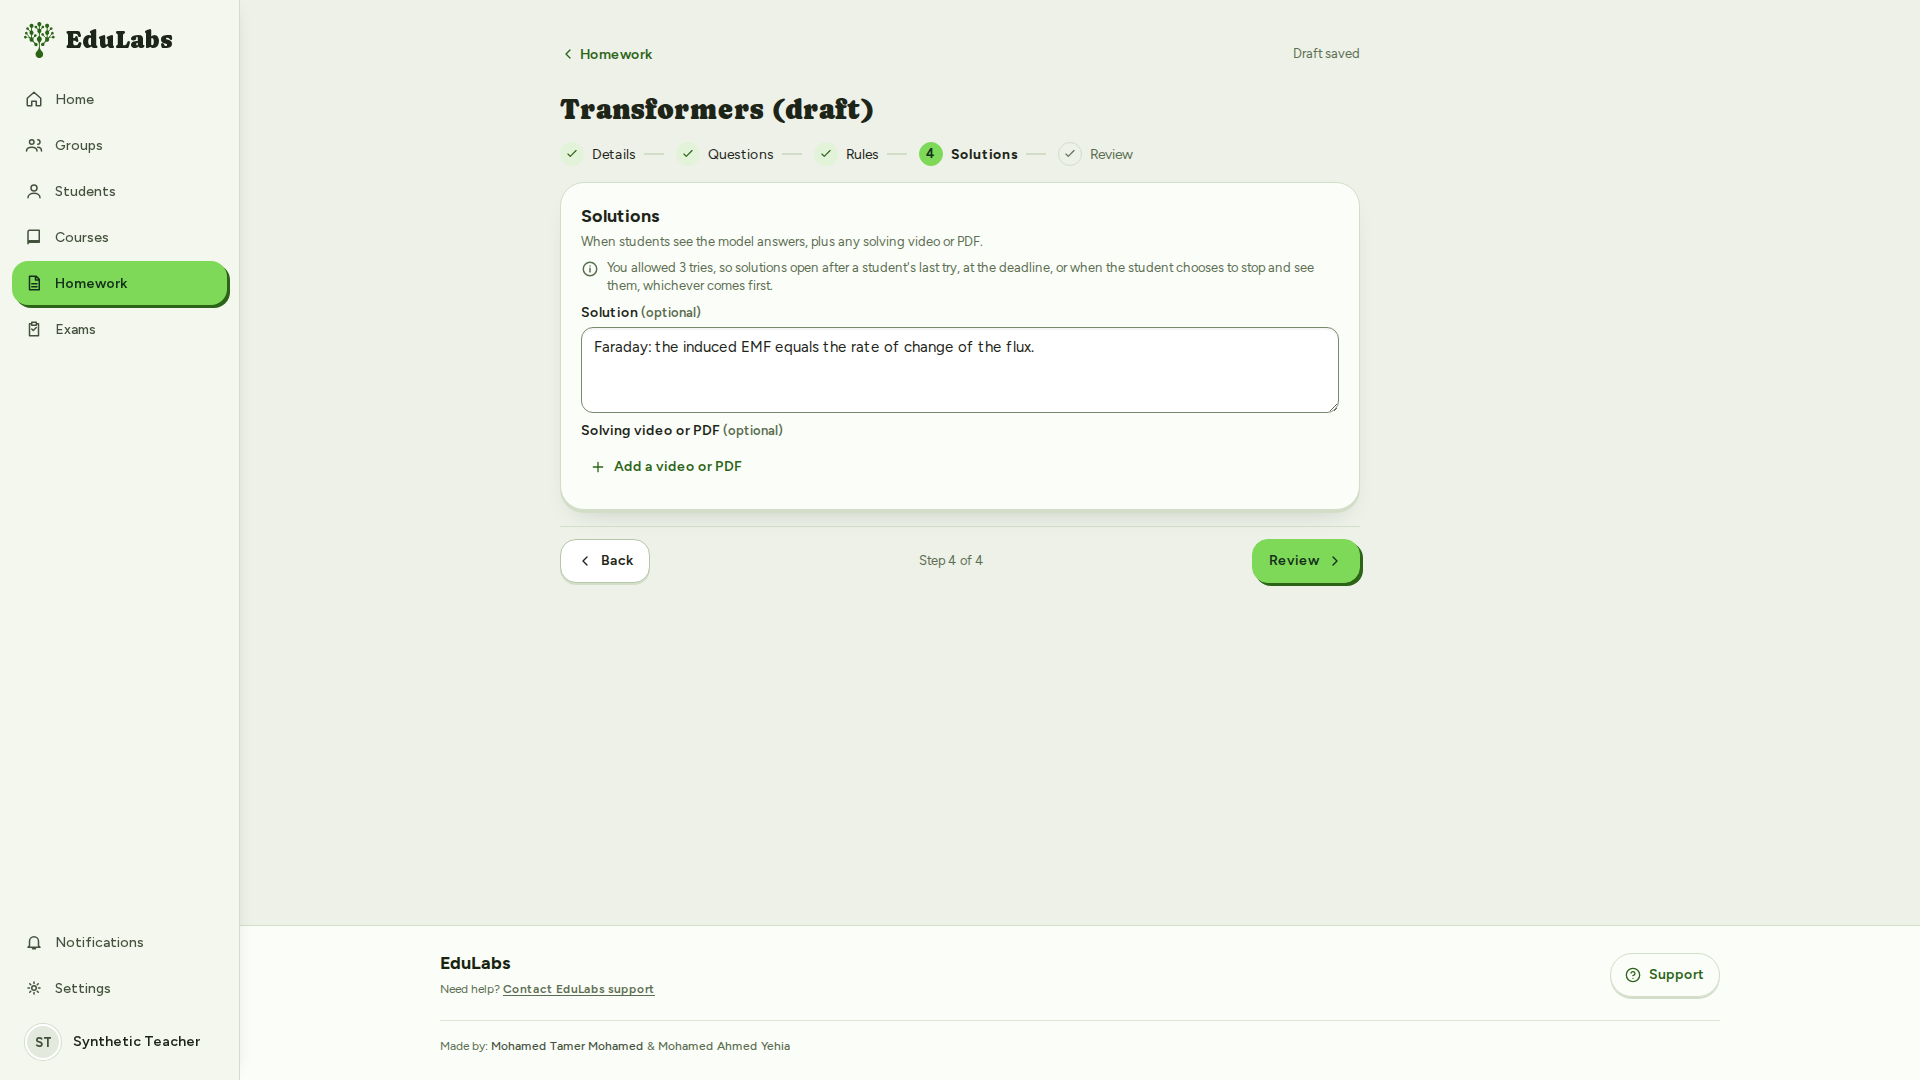 EduLabs
Home
Groups
Students
Courses
Homework
Exams
Notifications
Settings
ST
Synthetic Teacher
Homework
Draft saved
Transformers (draft)
Details
Questions
Rules
4 Solutions
Review
Solutions
When students see the model answers, plus any solving video or PDF.
You allowed 3 tries, so solutions open after a student's last try, at the deadline, or when the student chooses to stop and see
them, whichever comes first.
Solution (optional)
Faraday: the induced EMF equals the rate of change of the flux.
Solving video or PDF (optional)
Add a video or PDF
Back
Step 4 of 4
Review
EduLabs
Need help? Contact EduLabs support
Support
Made by: Mohamed Tamer Mohamed & Mohamed Ahmed Yehia